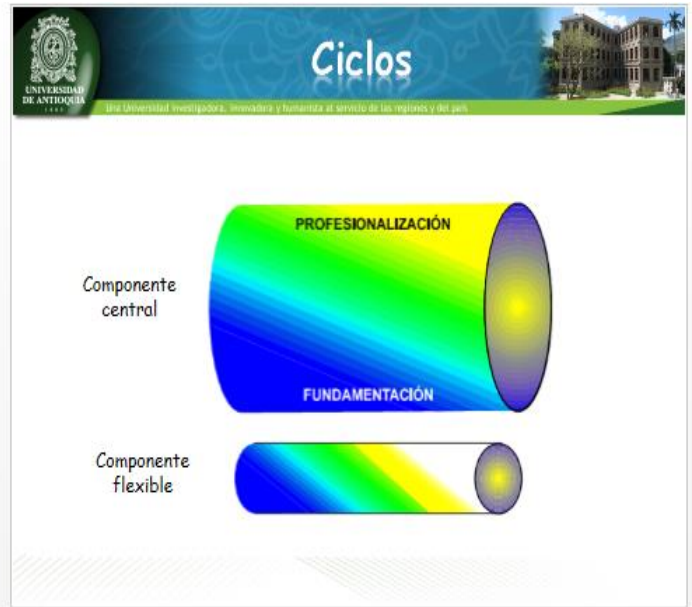 Ciclos
UNIVERSIDAD
DE ANTIOQUIA
1803
Una Universidad investigadora, innovadora y humanista al servicio de las regiones y del país
PROFESIONALIZACIÓN
Componente
central
FUNDAMENTACIÓN
Componente
flexible